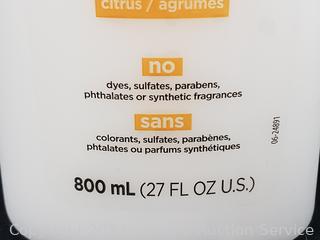 citrus / agrumes
no
dyes, sulfates, parabens,
phthalates or synthetic fragrances
sans
colorants, sulfates, parabènes,
phtalates ou parfums synthétiques
06-24891
800 mL (27 FL OZ U.S.)
Auction Service